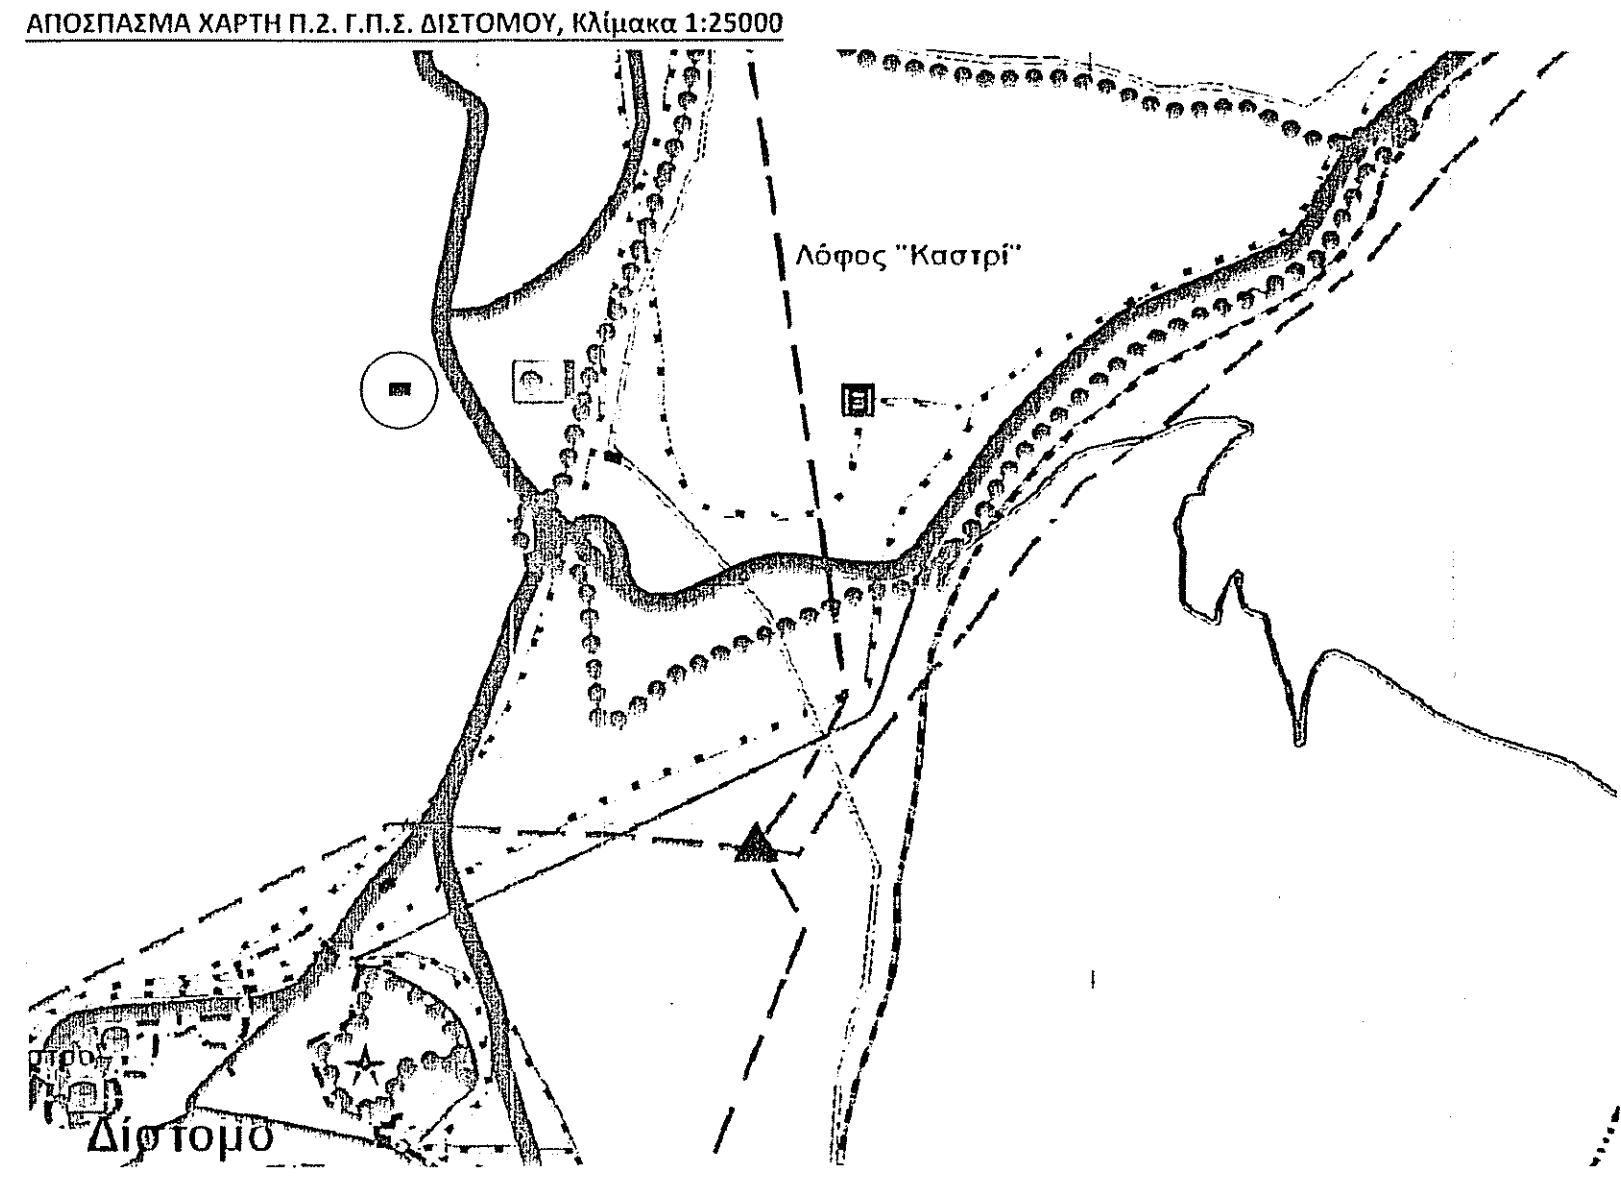 ΑΠΟΣΠΑΣΜΑ ΧΑΡΤΗ Π.2. Γ.Π.Σ. ΔΙΣΤΟΜΟΥ, Κλίμακα 1:25000
Λόφος "Καστρί"
Δίστομο